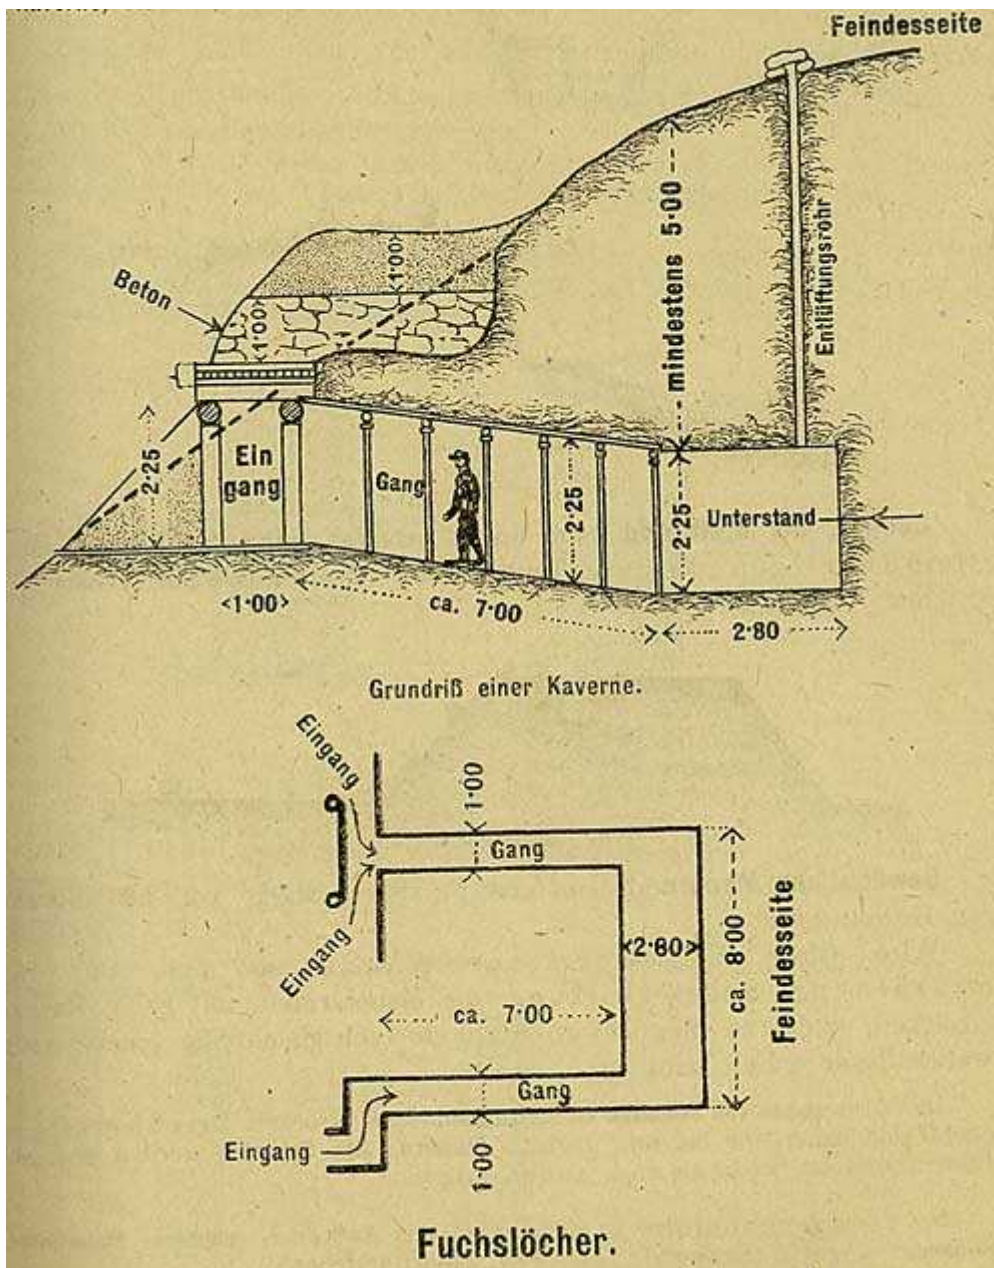 Feindesseite
mindestens 5·00
Entlüftungsrohr
1·00
Beton
1·00
2·25
Ein
gang
Gang
2·25
2·25
Unterstand
<1·00>
ca. 7·00
2·80
Grundriß einer Kaverne.
Eingang
1·00
Gang
Eingang
2·80
ca. 8·00
Feindesseite
ca. 7·00
Gang
Eingang
1·00
Fuchslöcher.